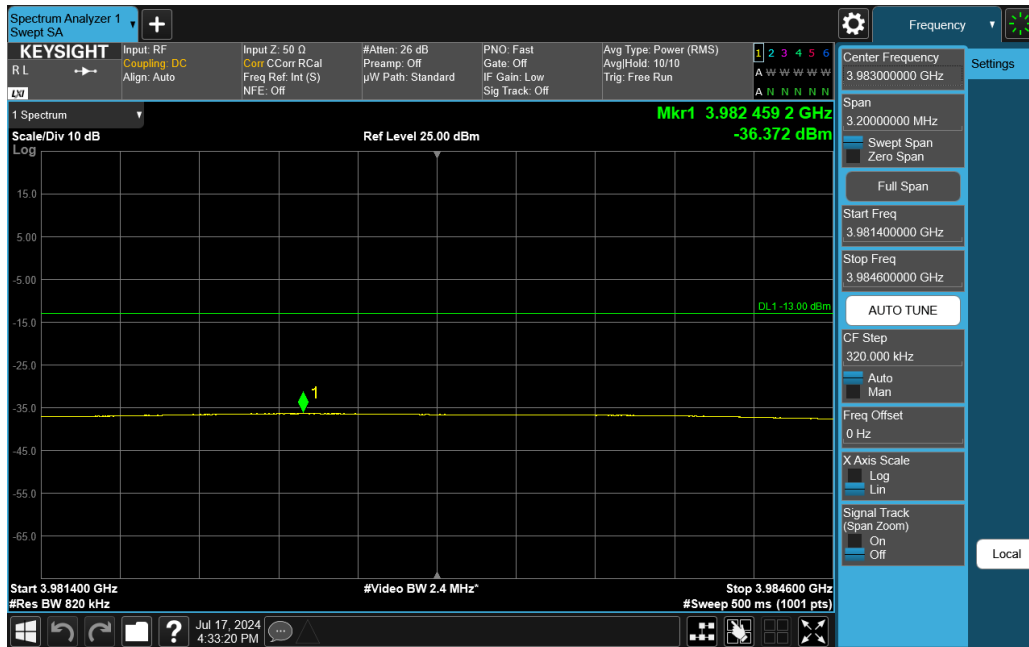 Spectrum Analyzer 1
Swept SA
Frequency
KEYSIGHT
R L
LXI
Input: RF
Coupling: DC
Align: Auto
Input Z: 50 Ω
Corr CCorr RCal
Freq Ref: Int (S)
NFE: Off
#Atten: 26 dB
Preamp: Off
µW Path: Standard
PNO: Fast
Gate: Off
IF Gain: Low
Sig Track: Off
Avg Type: Power (RMS)
Avg|Hold: 10/10
Trig: Free Run
1 2 3 4 5 6
A W W W W W
A N N N N N
1 Spectrum
Scale/Div 10 dB
Log
Ref Level 25.00 dBm
Mkr1 3.982 459 2 GHz
-36.372 dBm
15.0
5.00
-5.00
DL1 -13.00 dBm
-15.0
-25.0
1
-35.0
-45.0
-55.0
-65.0
Start 3.981400 GHz
#Res BW 820 kHz
#Video BW 2.4 MHz*
Stop 3.984600 GHz
#Sweep 500 ms (1001 pts)
Jul 17, 2024
4:33:20 PM
Center Frequency
3.983000000 GHz
Span
3.20000000 MHz
Swept Span
Zero Span
Full Span
Start Freq
3.981400000 GHz
Stop Freq
3.984600000 GHz
AUTO TUNE
CF Step
320.000 kHz
Auto
Man
Freq Offset
0 Hz
X Axis Scale
Log
Lin
Signal Track
(Span Zoom)
On
Off
Settings
Local